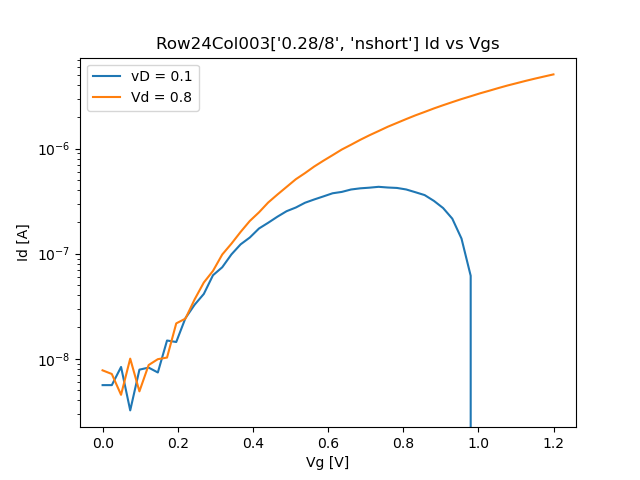 Row24Col003['0.28/8', 'nshort'] Id vs Vgs
vD = 0.1
Vd = 0.8
Id [A]
10⁻⁶
10⁻⁷
10⁻⁸
0.0 0.2 0.4 0.6 0.8 1.0 1.2
Vg [V]